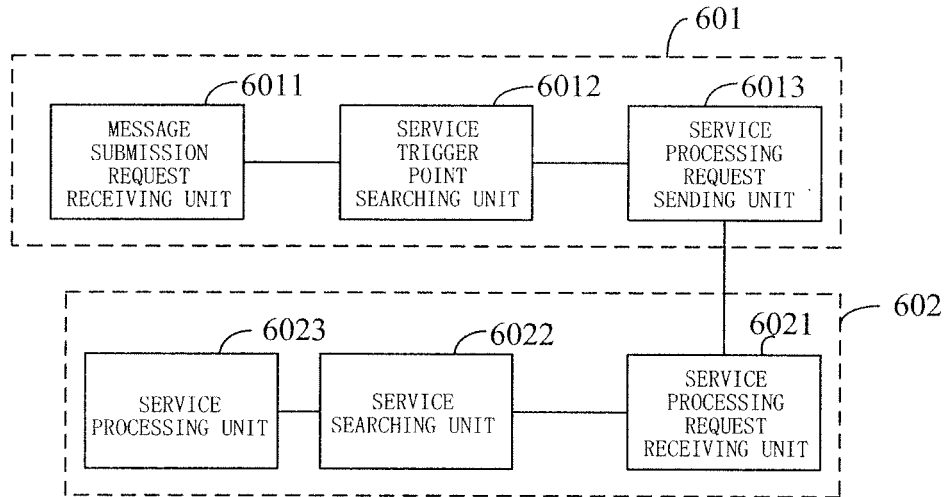 601
6011
6012
6013
MESSAGE
SUBMISSION
REQUEST
RECEIVING UNIT
SERVICE
TRIGGER
POINT
SEARCHING UNIT
SERVICE
PROCESSING
REQUEST
SENDING UNIT
602
6023
6022
6021
SERVICE
PROCESSING UNIT
SERVICE
SEARCHING UNIT
SERVICE
PROCESSING
REQUEST
RECEIVING UNIT